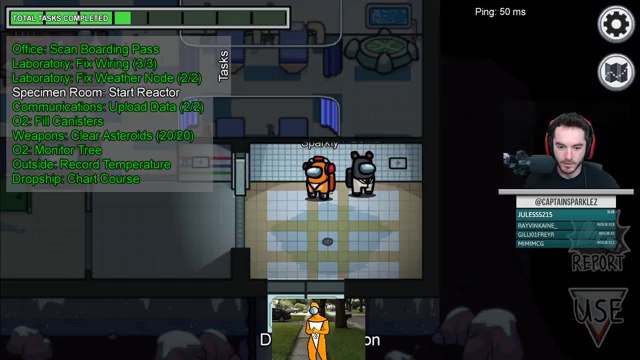 TOTAL TASKS COMPLETED
Ping: 50 ms
Office: Scan Boarding Pass
Laboratory: Fix Wiring (3/3)
Laboratory: Fix Weather Node (2/2)
Specimen Room: Start Reactor
Communications: Upload Data (2/2)
O2: Fill Canisters
Weapons: Clear Asteroids (20/20)
O2: Monitor Tree
Outside: Record Temperature
Dropship: Chart Course
Tasks
Sparkly
@CAPTAINSPARKLEZ
JULESSS215
RAYVINKAINE_
GILLKI1FREYR
MIMIMCG
REPORT
USE